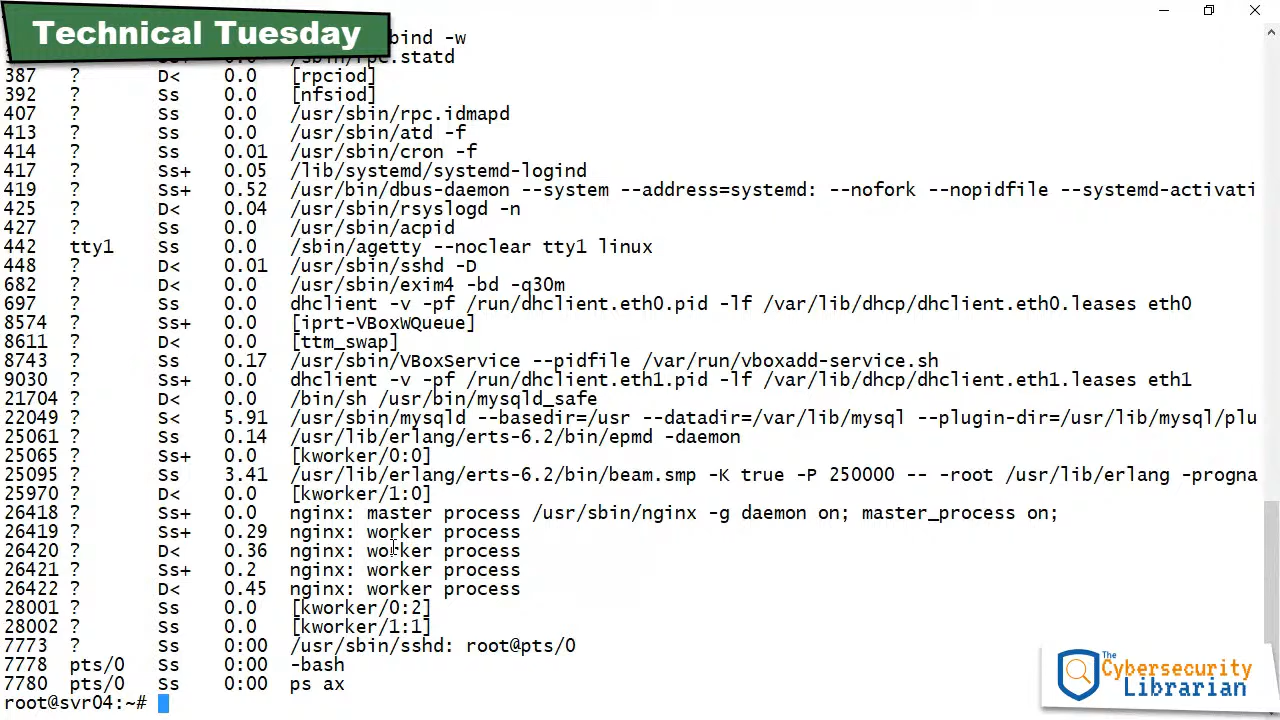 Technical Tuesday
bind -w
/sbin/rpc.statd
387 ? D< 0.0 [rpciod]
392 ? Ss 0.0 [nfsiod]
407 ? Ss 0.0 /usr/sbin/rpc.idmapd
413 ? Ss 0.0 /usr/sbin/atd -f
414 ? Ss 0.01 /usr/sbin/cron -f
417 ? Ss+ 0.05 /lib/systemd/systemd-logind
419 ? Ss+ 0.52 /usr/bin/dbus-daemon --system --address=systemd: --nofork --nopidfile --systemd-activati
425 ? D< 0.04 /usr/sbin/rsyslogd -n
427 ? Ss 0.0 /usr/sbin/acpid
442 tty1 Ss 0.0 /sbin/agetty --noclear tty1 linux
448 ? D< 0.01 /usr/sbin/sshd -D
682 ? D< 0.0 /usr/sbin/exim4 -bd -q30m
697 ? Ss 0.0 dhclient -v -pf /run/dhclient.eth0.pid -lf /var/lib/dhcp/dhclient.eth0.leases eth0
8574 ? Ss+ 0.0 [iprt-VBoxWQueue]
8611 ? D< 0.0 [ttm_swap]
8743 ? Ss 0.17 /usr/sbin/VBoxService --pidfile /var/run/vboxadd-service.sh
9030 ? Ss+ 0.0 dhclient -v -pf /run/dhclient.eth1.pid -lf /var/lib/dhcp/dhclient.eth1.leases eth1
21704 ? D< 0.0 /bin/sh /usr/bin/mysqld_safe
22049 ? S< 5.91 /usr/sbin/mysqld --basedir=/usr --datadir=/var/lib/mysql --plugin-dir=/usr/lib/mysql/plu
25061 ? Ss 0.14 /usr/lib/erlang/erts-6.2/bin/epmd -daemon
25065 ? Ss+ 0.0 [kworker/0:0]
25095 ? Ss 3.41 /usr/lib/erlang/erts-6.2/bin/beam.smp -K true -P 250000 -- -root /usr/lib/erlang -progna
25970 ? D< 0.0 [kworker/1:0]
26418 ? Ss+ 0.0 nginx: master process /usr/sbin/nginx -g daemon on; master_process on;
26419 ? Ss+ 0.29 nginx: worker process
26420 ? D< 0.36 nginx: worker process
26421 ? Ss+ 0.2 nginx: worker process
26422 ? D< 0.45 nginx: worker process
28001 ? Ss 0.0 [kworker/0:2]
28002 ? Ss 0.0 [kworker/1:1]
7773 ? Ss 0:00 /usr/sbin/sshd: root@pts/0
7778 pts/0 Ss 0:00 -bash
7780 pts/0 Ss 0:00 ps ax
root@svr04:~#
The
Cybersecurity
Librarian